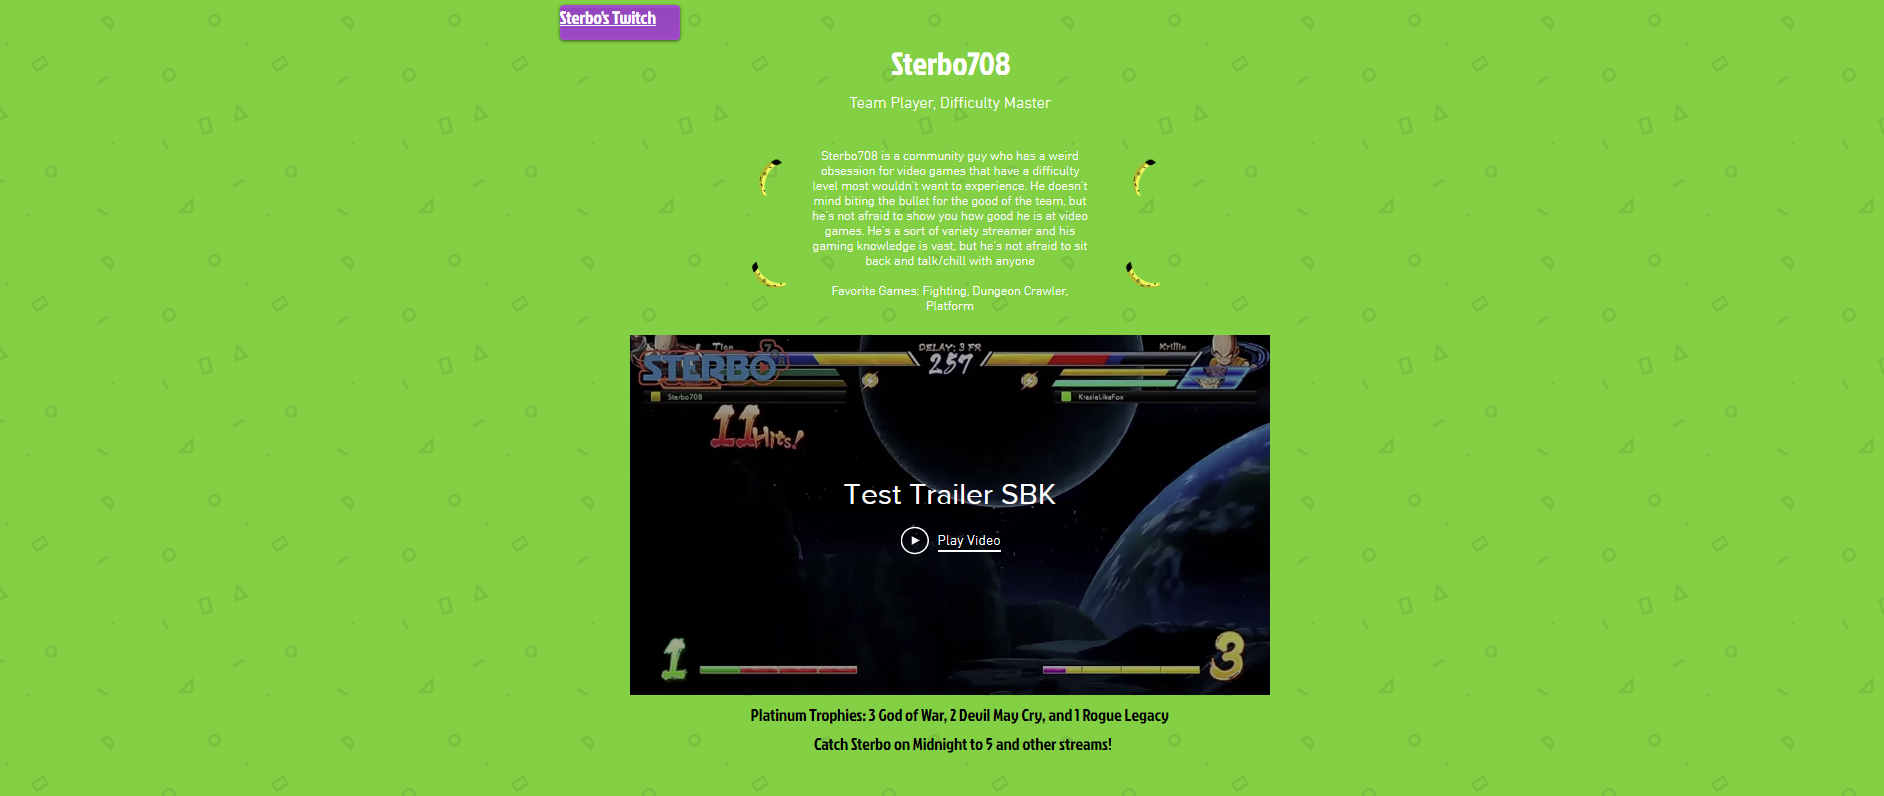 Sterbo's Twitch
Sterbo708
Team Player, Difficulty Master
Sterbo708 is a community guy who has a weird
obsession for video games that have a difficulty
level most wouldn't want to experience. He doesn't
mind biting the bullet for the good of the team, but
he's not afraid to show you how good he is at video
games. He's a sort of variety streamer and his
gaming knowledge is vast, but he's not afraid to sit
back and talk/chill with anyone
Favorite Games: Fighting, Dungeon Crawler,
Platform
Tien
DELAY: 3 FR
Krillin
STERBO
708
257
Sterbo708
KrazieLikaFox
11 Hits!
Test Trailer SBK
Play Video
1
3
Platinum Trophies: 3 God of War, 2 Devil May Cry, and 1 Rogue Legacy
Catch Sterbo on Midnight to 5 and other streams!